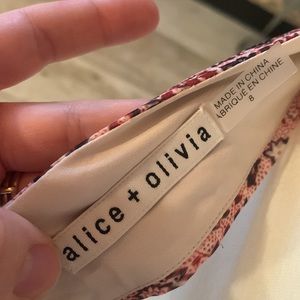 alice + olivia
MADE IN CHINA
FABRIQUE EN CHINE
8